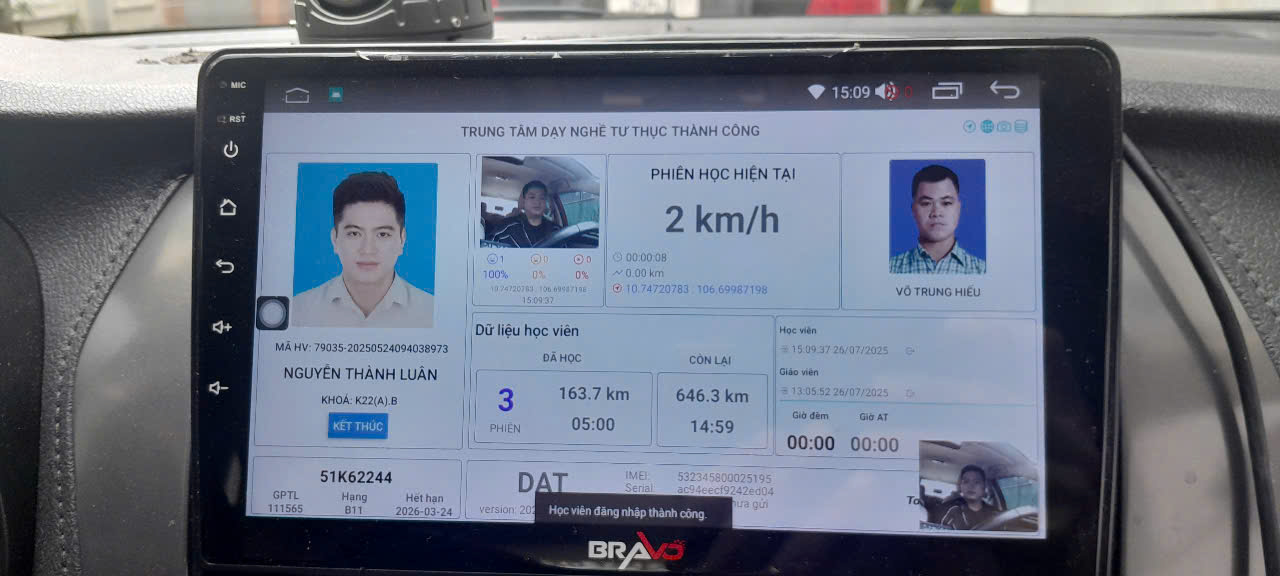 MIC
RST
15:09
TRUNG TÂM DẠY NGHỀ TƯ THỤC THÀNH CÔNG
MÃ HV: 79035-20250524094038973
NGUYỄN THÀNH LUÂN
KHOÁ: K22(A).B
KẾT THÚC
1 0 0
100% 0% 0%
10.74720783 , 106.69987198
15:09:37
PHIÊN HỌC HIỆN TẠI
2 km/h
00:00:08
0.00 km
10.74720783 , 106.69987198
VÕ TRUNG HIẾU
Dữ liệu học viên
ĐÃ HỌC
CÒN LẠI
3
PHIÊN
163.7 km
05:00
646.3 km
14:59
Học viên
15:09:37 26/07/2025
Giáo viên
13:05:52 26/07/2025
Giờ đêm Giờ AT
00:00 00:00
51K62244
GPTL Hạng Hết hạn
111565 B11 2026-03-24
DAT
version: 202
IMEI: 532345800025195
Serial: ac94eecf9242ed04
gửi
Học viên đăng nhập thành công.
BRAVO